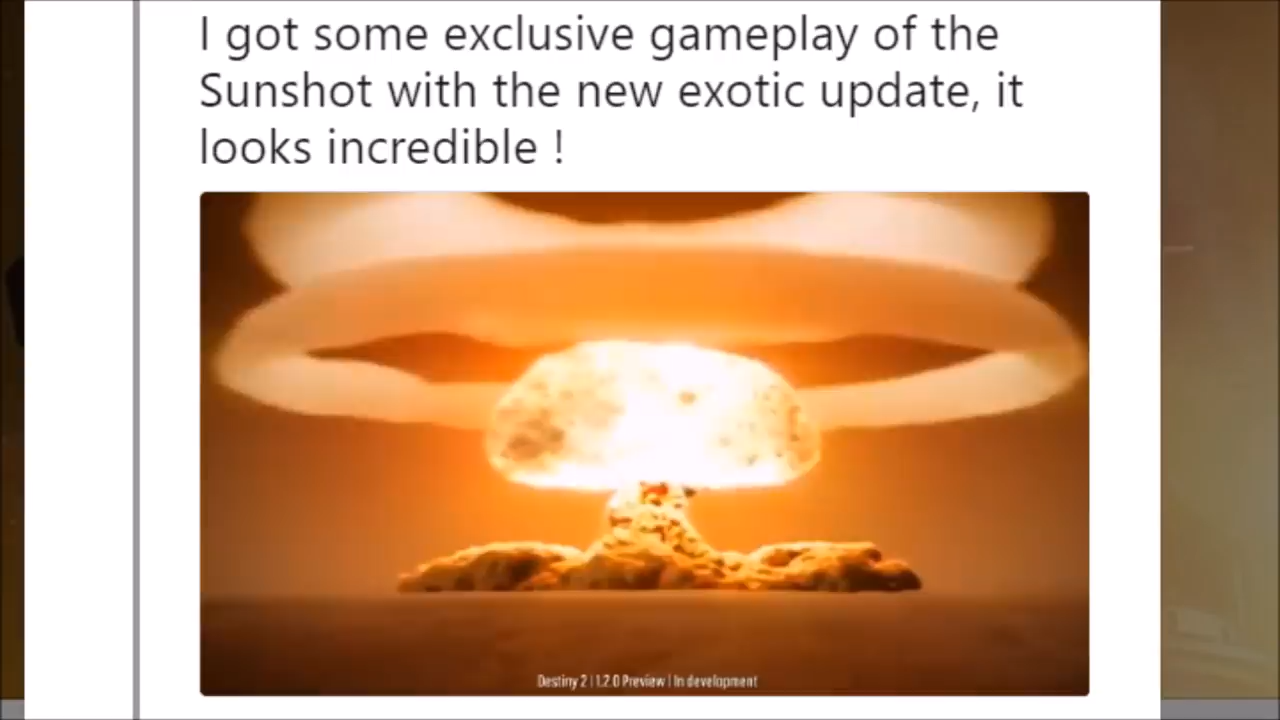 I got some exclusive gameplay of the
Sunshot with the new exotic update, it
looks incredible !
Destiny 2 | 1.2.0 Preview | In development